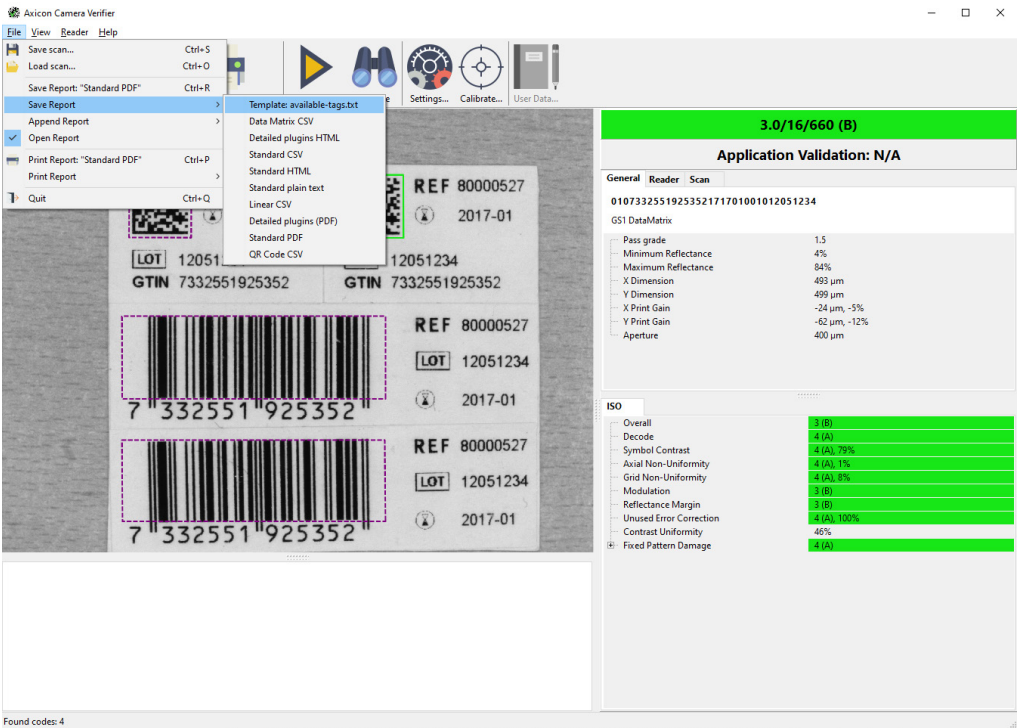 Axicon Camera Verifier
File View Reader Help
Save scan... Ctrl+S
Load scan... Ctrl+O
Save Report: "Standard PDF" Ctrl+R
Save Report
Append Report
Open Report
Print Report: "Standard PDF" Ctrl+P
Print Report
Quit Ctrl+Q
Template: available-tags.txt
Data Matrix CSV
Detailed plugins HTML
Standard CSV
Standard HTML
Standard plain text
Linear CSV
Detailed plugins (PDF)
Standard PDF
QR Code CSV
Settings... Calibrate... User Data...
REF 80000527
2017-01
LOT 12051
12051234
GTIN 7332551925352 GTIN 7332551925352
REF 80000527
LOT 12051234
2017-01
7 332551 925352
REF 80000527
LOT 12051234
2017-01
7 332551 925352
3.0/16/660 (B)
Application Validation: N/A
General Reader Scan
0107332551925352171701001012051234
GS1 DataMatrix
Pass grade 1.5
Minimum Reflectance 4%
Maximum Reflectance 84%
X Dimension 493 µm
Y Dimension 499 µm
X Print Gain -24 µm, -5%
Y Print Gain -62 µm, -12%
Aperture 400 µm
ISO
Overall 3 (B)
Decode 4 (A)
Symbol Contrast 4 (A), 79%
Axial Non-Uniformity 4 (A), 1%
Grid Non-Uniformity 4 (A), 8%
Modulation 3 (B)
Reflectance Margin 3 (B)
Unused Error Correction 4 (A), 100%
Contrast Uniformity 46%
Fixed Pattern Damage 4 (A)
Found codes: 4